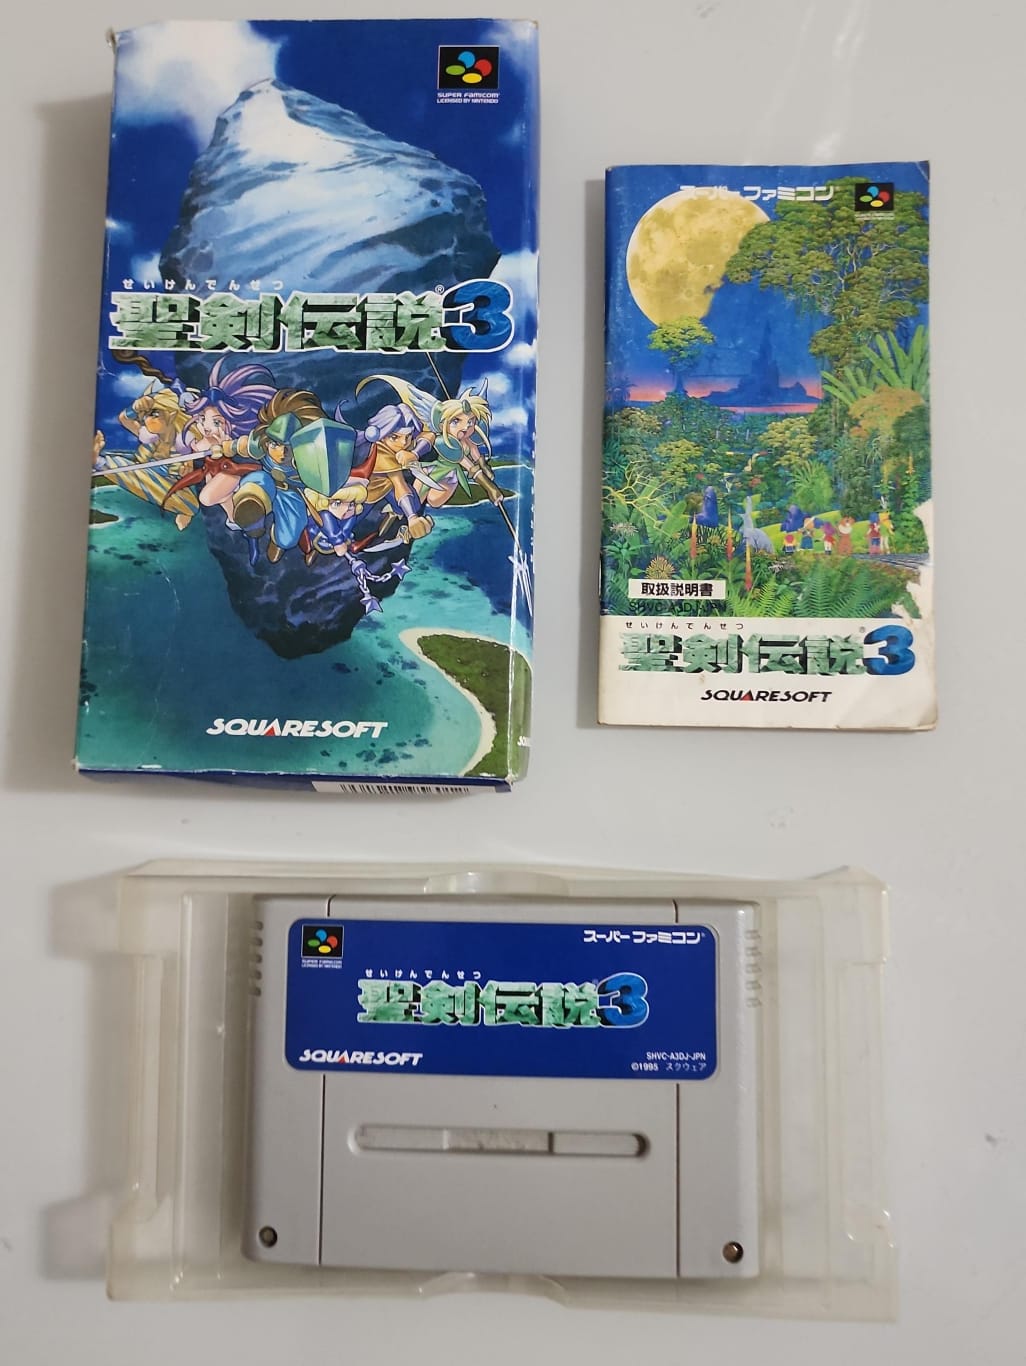 SUPER FAMICOM
LICENSED BY NINTENDO
せいけんでんせつ
聖剣伝説3
®
SQUARESOFT
スーパーファミコン
取扱説明書
SHVC-A3DJ-JPN
せいけんでんせつ
聖剣伝説3
®
SQUARESOFT
SUPER FAMICOM
LICENSED BY NINTENDO
スーパーファミコン®
せいけんでんせつ
聖剣伝説3
®
SQUARESOFT
SHVC-A3DJ-JPN
©1995 スクウェア